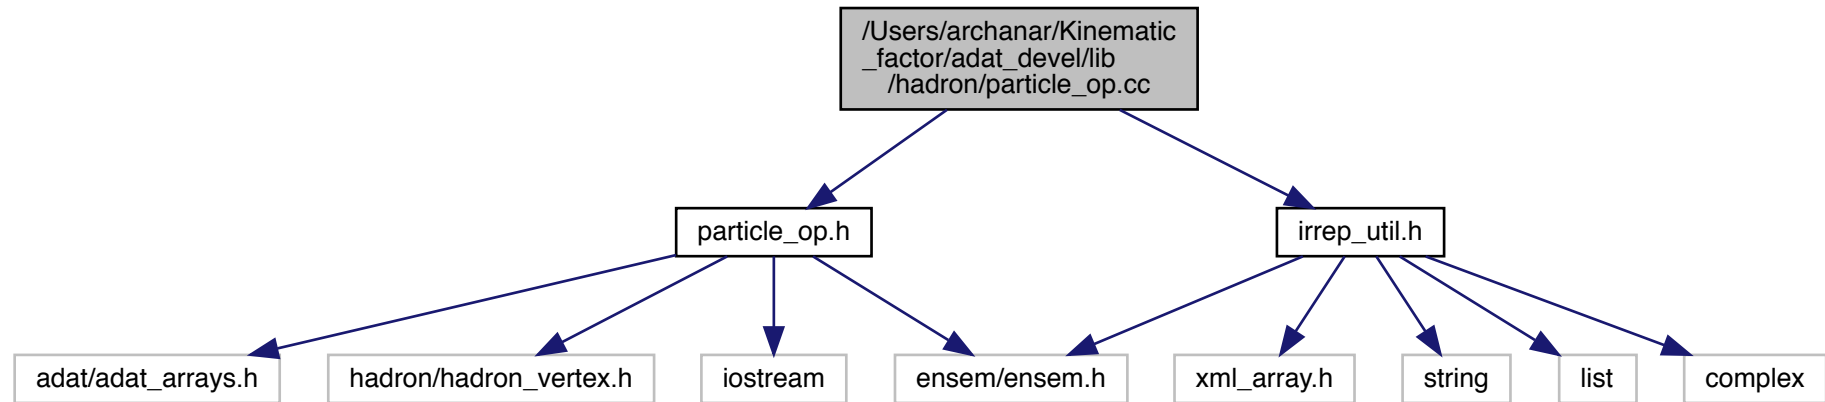 /Users/archanar/Kinematic
_factor/adat_devel/lib
/hadron/particle_op.cc
particle_op.h
irrep_util.h
adat/adat_arrays.h
hadron/hadron_vertex.h
iostream
ensem/ensem.h
xml_array.h
string
list
complex